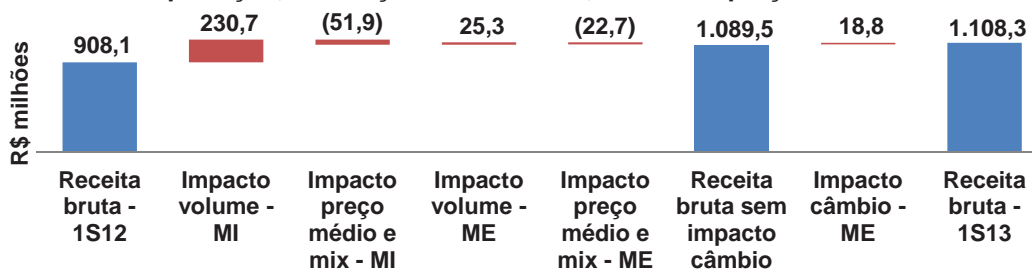 908,1
230,7
(51,9)
25,3
(22,7)
1.089,5
18,8
1.108,3
R$ milhões
Receita
bruta -
1S12
Impacto
volume -
MI
Impacto
preço
médio e
mix - MI
Impacto
volume -
ME
Impacto
preço
médio e
mix - ME
Receita
bruta sem
impacto
câmbio
Impacto
câmbio -
ME
Receita
bruta -
1S13